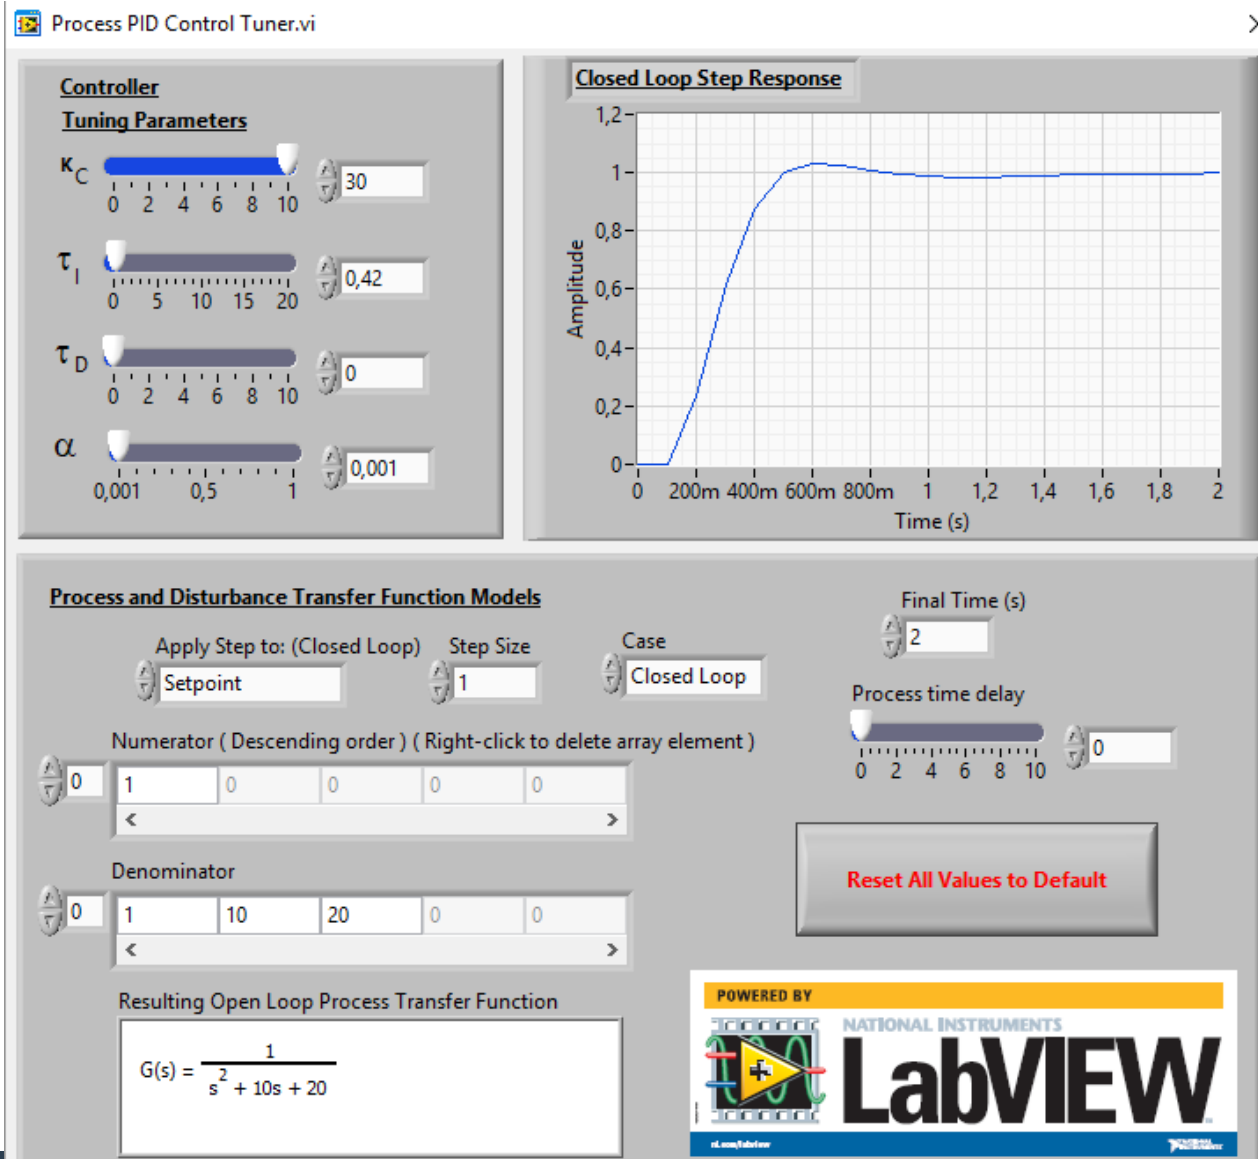 Process PID Control Tuner.vi
Controller
Tuning Parameters
κC
30
0 2 4 6 8 10
τI
0,42
0 5 10 15 20
τD
0
0 2 4 6 8 10
α
0,001
0,001 0,5 1
Closed Loop Step Response
1,2
1
0,8
0,6
0,4
0,2
0
Amplitude
0 200m 400m 600m 800m 1 1,2 1,4 1,6 1,8 2
Time (s)
Process and Disturbance Transfer Function Models
Apply Step to: (Closed Loop) Step Size Case
Setpoint 1 Closed Loop
Final Time (s)
2
Process time delay
0
0 2 4 6 8 10
Numerator ( Descending order ) ( Right-click to delete array element )
0 1 0 0 0 0
Denominator
0 1 10 20 0 0
Reset All Values to Default
Resulting Open Loop Process Transfer Function
1
G(s) =
s² + 10s + 20
POWERED BY
NATIONAL INSTRUMENTS
LabVIEW
ni.com/labview